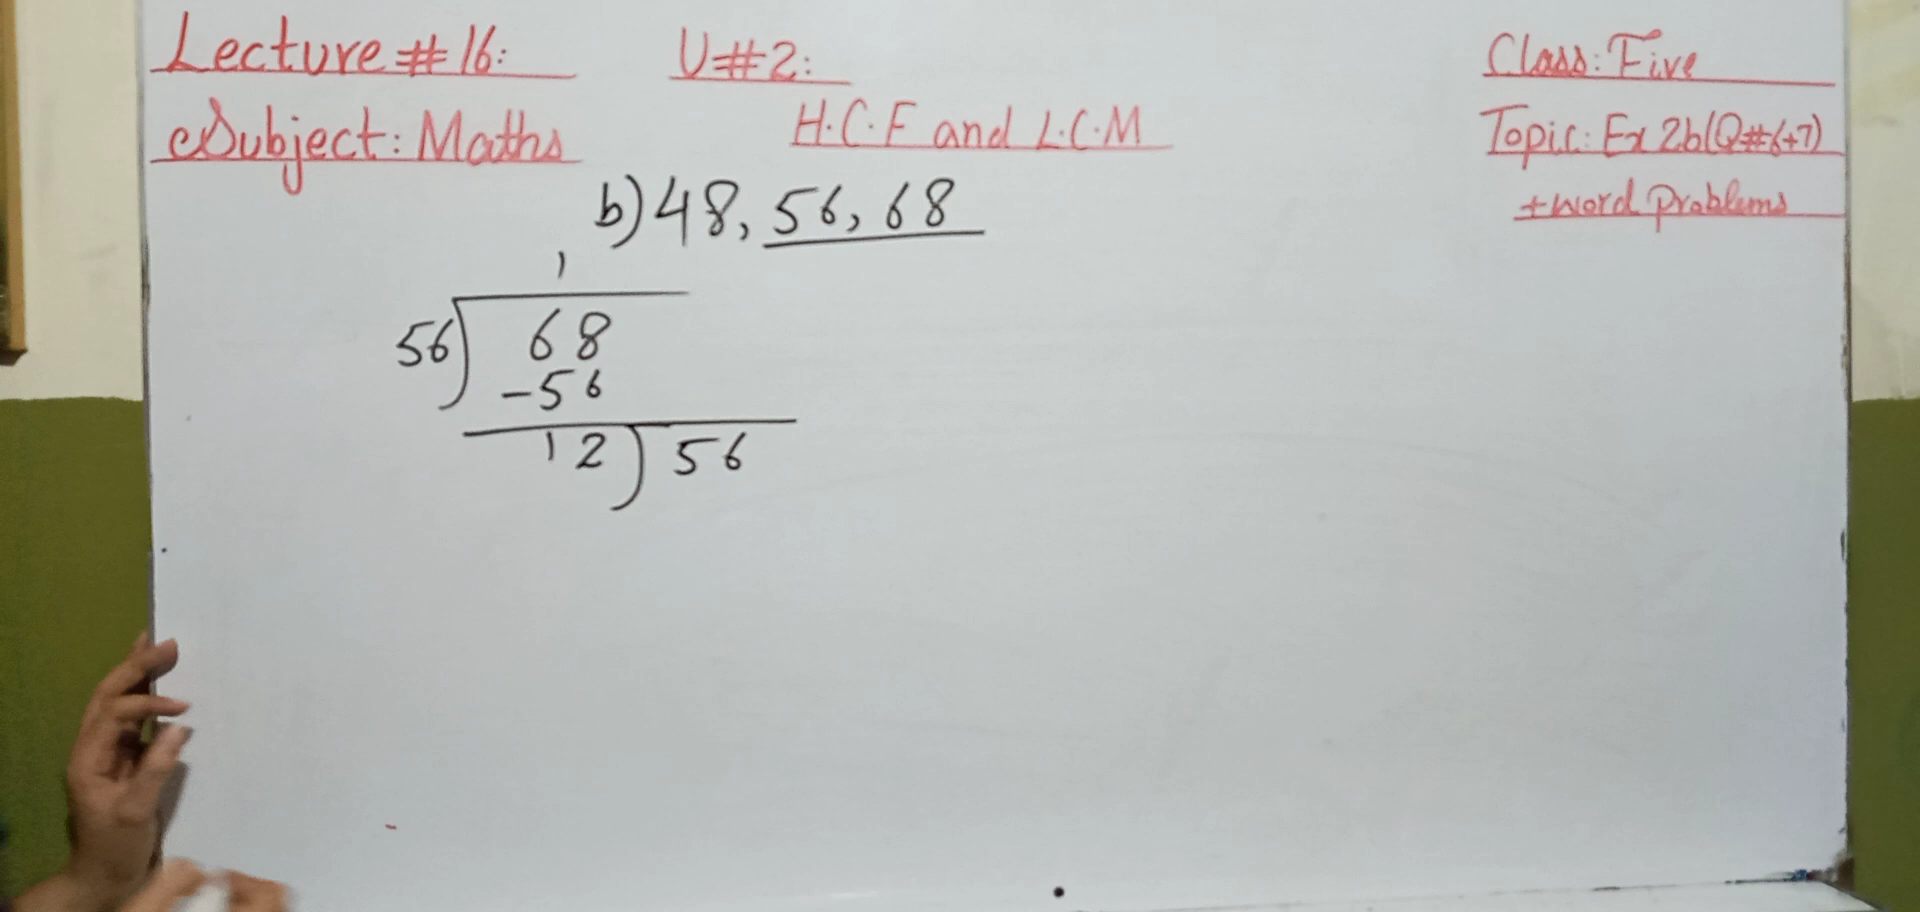 Lecture # 16:
U#2:
Class: Five
Subject: Maths
H.C.F and L.C.M
Topic: Ex 2b(Q#6+7)
+word Problems
b) 48, 56, 68
1
56) 68
-56
12) 56